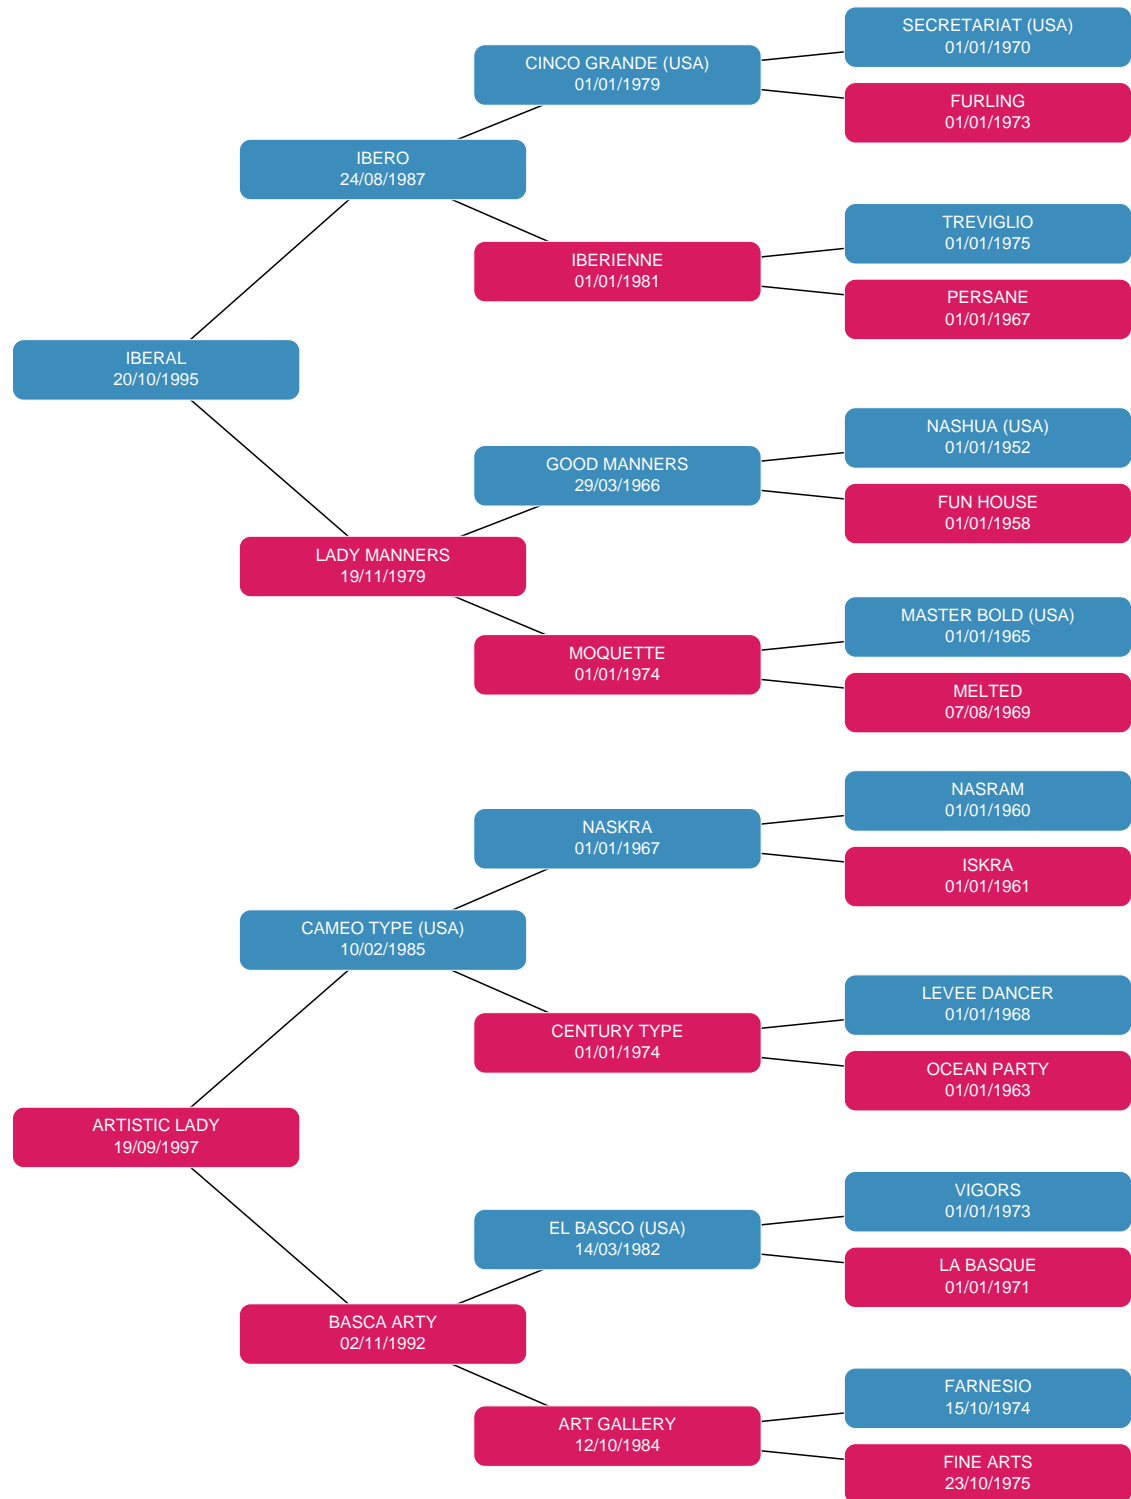 SECRETARIAT (USA)
01/01/1970
CINCO GRANDE (USA)
01/01/1979
FURLING
01/01/1973
IBERO
24/08/1987
TREVIGLIO
01/01/1975
IBERIENNE
01/01/1981
PERSANE
01/01/1967
IBERAL
20/10/1995
NASHUA (USA)
01/01/1952
GOOD MANNERS
29/03/1966
FUN HOUSE
01/01/1958
LADY MANNERS
19/11/1979
MASTER BOLD (USA)
01/01/1965
MOQUETTE
01/01/1974
MELTED
07/08/1969
NASRAM
01/01/1960
NASKRA
01/01/1967
ISKRA
01/01/1961
CAMEO TYPE (USA)
10/02/1985
LEVEE DANCER
01/01/1968
CENTURY TYPE
01/01/1974
OCEAN PARTY
01/01/1963
ARTISTIC LADY
19/09/1997
VIGORS
01/01/1973
EL BASCO (USA)
14/03/1982
LA BASQUE
01/01/1971
BASCA ARTY
02/11/1992
FARNESIO
15/10/1974
ART GALLERY
12/10/1984
FINE ARTS
23/10/1975